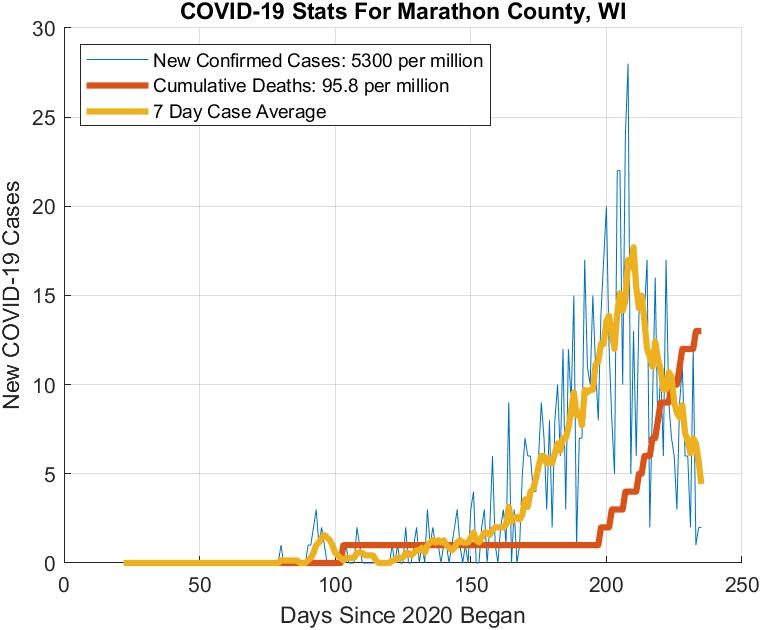 COVID-19 Stats For Marathon County, WI
New Confirmed Cases: 5300 per million
Cumulative Deaths: 95.8 per million
7 Day Case Average
New COVID-19 Cases
30
25
20
15
10
5
0
0 50 100 150 200 250
Days Since 2020 Began